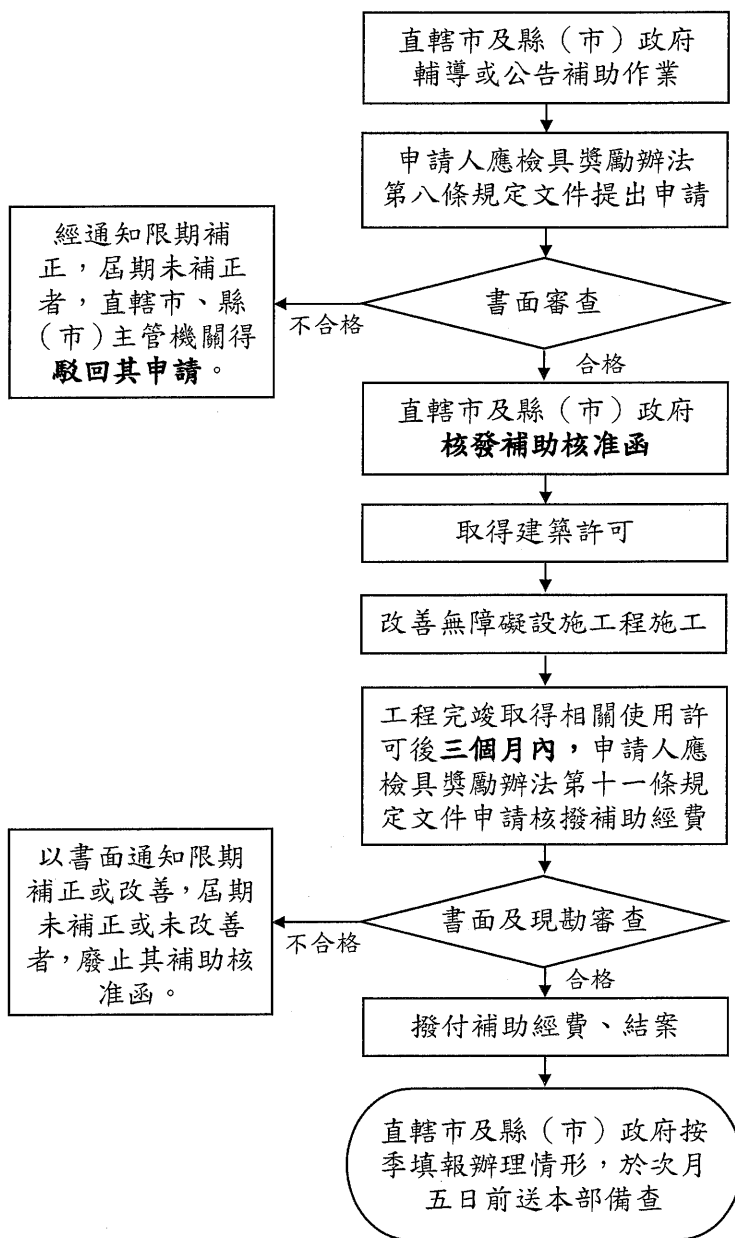 直轄市及縣（市）政府
輔導或公告補助作業
申請人應檢具獎勵辦法
第八條規定文件提出申請
書面審查
不合格
經通知限期補
正，屆期未補正
者，直轄市、縣
（市）主管機關得
駁回其申請。
合格
直轄市及縣（市）政府
核發補助核准函
取得建築許可
改善無障礙設施工程施工
工程完竣取得相關使用許
可後三個月內，申請人應
檢具獎勵辦法第十一條規
定文件申請核撥補助經費
書面及現勘審查
不合格
以書面通知限期
補正或改善，屆期
未補正或未改善
者，廢止其補助核
准函。
合格
撥付補助經費、結案
直轄市及縣（市）政府按
季填報辦理情形，於次月
五日前送本部備查